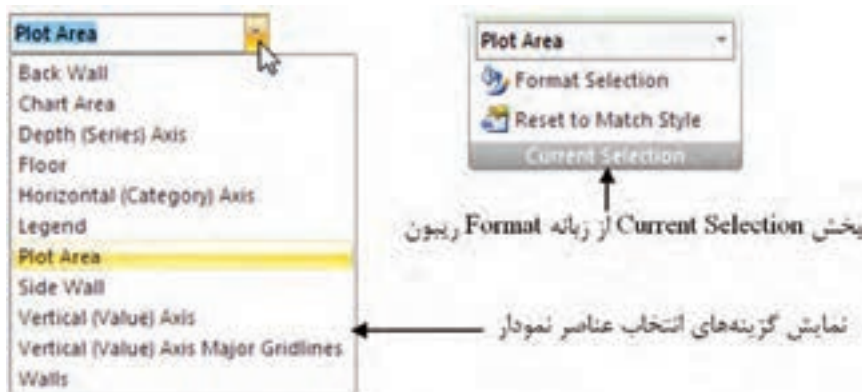 Plot Area
Back Wall
Chart Area
Depth (Series) Axis
Floor
Horizontal (Category) Axis
Legend
Plot Area
Side Wall
Vertical (Value) Axis
Vertical (Value) Axis Major Gridlines
Walls
Plot Area
Format Selection
Reset to Match Style
Current Selection
بخش Current Selection از زبانه Format ریبون
نمایش گزینه‌های انتخاب عناصر نمودار